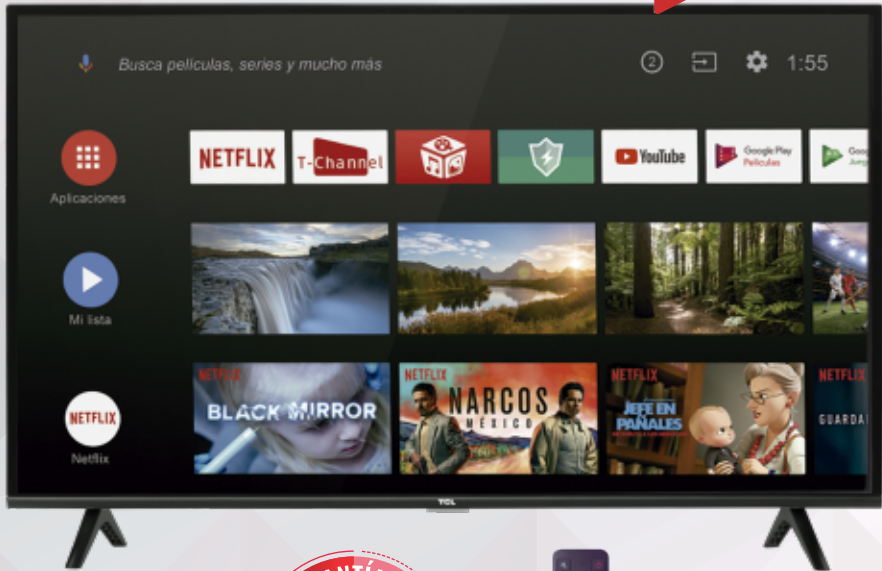 Busca películas, series y mucho más
2
1:55
NETFLIX
T-Channel
YouTube
Google Play
Películas
Aplicaciones
Mi lista
NETFLIX
BLACK MIRROR
NETFLIX
NARCOS
MÉXICO
NETFLIX
JEFE EN
PAÑALES
NETFLIX
NETFLIX
Netflix
TCL